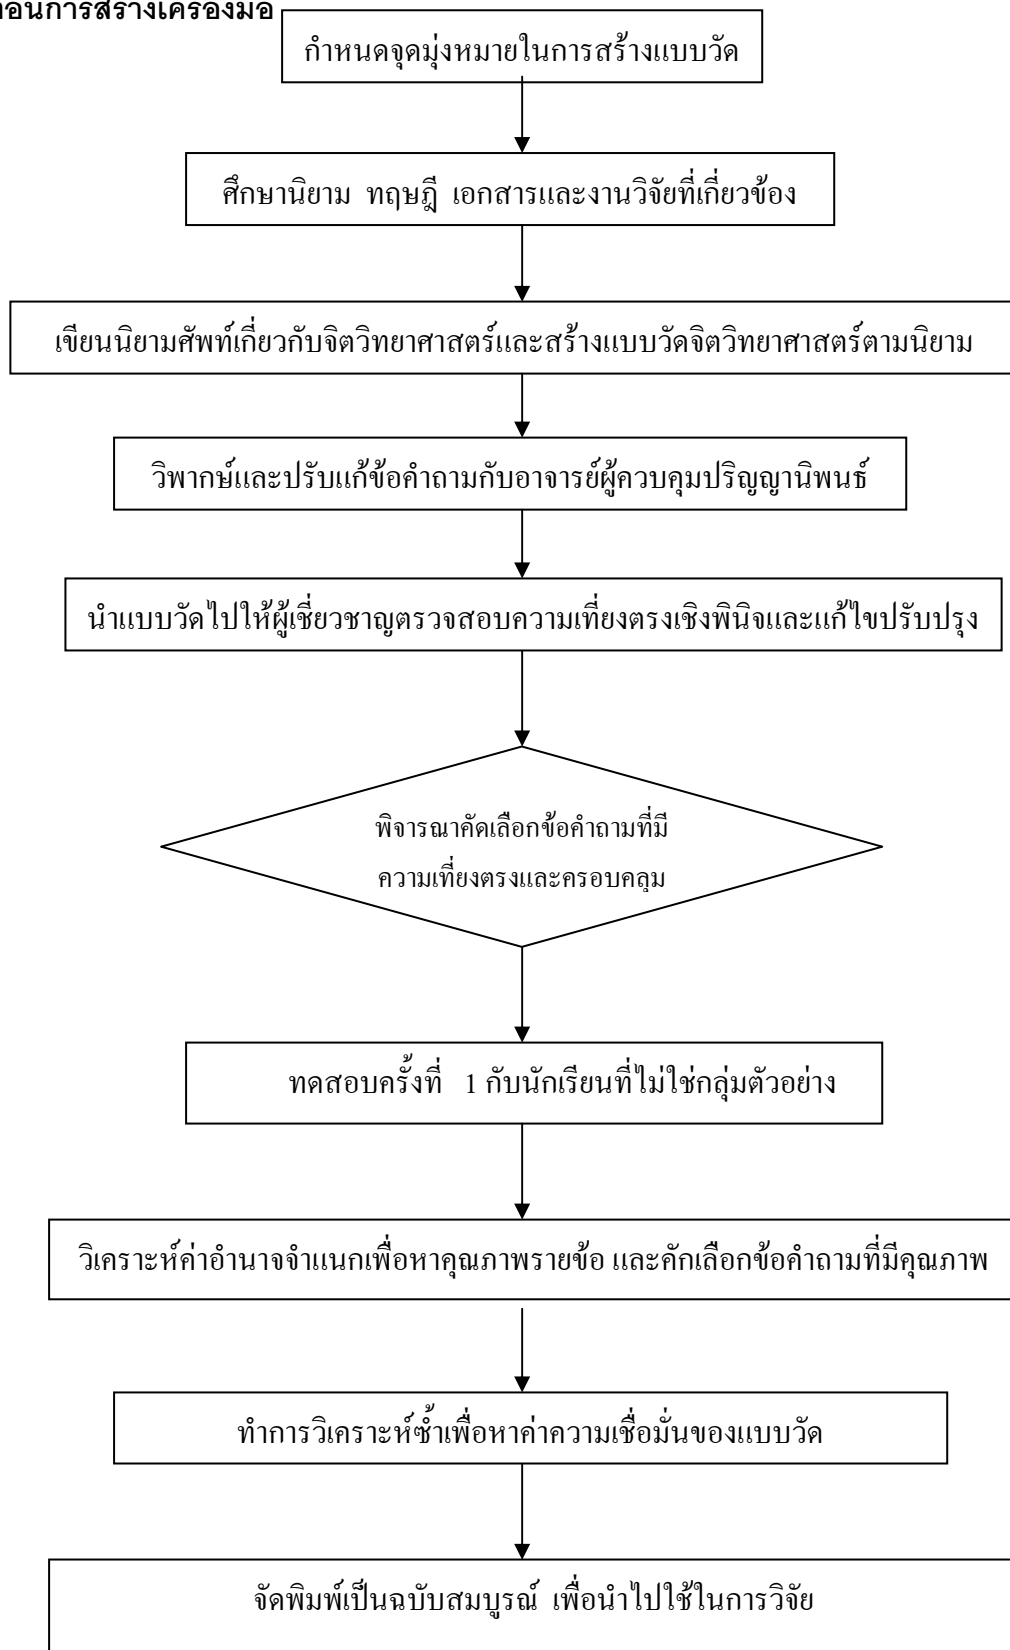 การสร้างเครื่องมือ
กำหนดจุดมุ่งหมายในการสร้างแบบวัด
ศึกษานิยาม ทฤษฎี เอกสารและงานวิจัยที่เกี่ยวข้อง
เขียนนิยามศัพท์เกี่ยวกับจิตวิทยาศาสตร์และสร้างแบบวัดจิตวิทยาศาสตร์ตามนิยาม
วิพากษ์และปรับแก้ข้อคำถามกับอาจารย์ผู้ควบคุมปริญญานิพนธ์
นำแบบวัดไปให้ผู้เชี่ยวชาญตรวจสอบความเที่ยงตรงเชิงพินิจและแก้ไขปรับปรุง
พิจารณาคัดเลือกข้อคำถามที่มี
ความเที่ยงตรงและครอบคลุม
ทดสอบครั้งที่ 1 กับนักเรียนที่ไม่ใช่กลุ่มตัวอย่าง
วิเคราะห์ค่าอำนาจจำแนกเพื่อหาคุณภาพรายข้อ และคักเลือกข้อคำถามที่มีคุณภาพ
ทำการวิเคราะห์ซ้ำเพื่อหาค่าความเชื่อมั่นของแบบวัด
จัดพิมพ์เป็นฉบับสมบูรณ์ เพื่อนำไปใช้ในการวิจัย